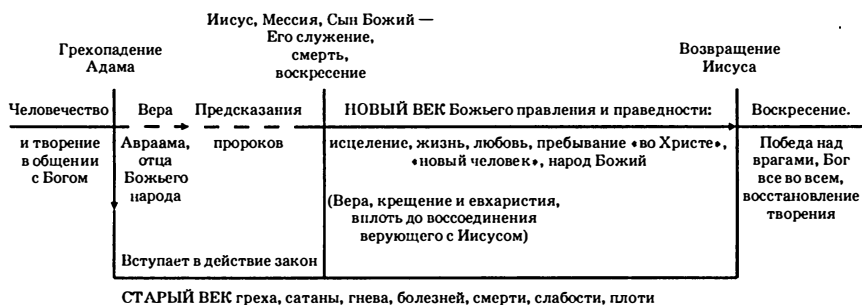 Иисус, Мессия, Сын Божий —
Его служение,
смерть,
воскресение
Грехопадение
Адама
Возвращение
Иисуса
Человечество
и творение
в общении
с Богом
Вера
Авраама,
отца
Божьего
народа
Предсказания
пророков
НОВЫЙ ВЕК Божьего правления и праведности:
исцеление, жизнь, любовь, пребывание «во Христе»,
«новый человек», народ Божий
(Вера, крещение и евхаристия,
вплоть до воссоединения
верующего с Иисусом)
Воскресение.
Победа над
врагами, Бог
все во всем,
восстановление
творения
Вступает в действие закон
СТАРЫЙ ВЕК греха, сатаны, гнева, болезней, смерти, слабости, плоти